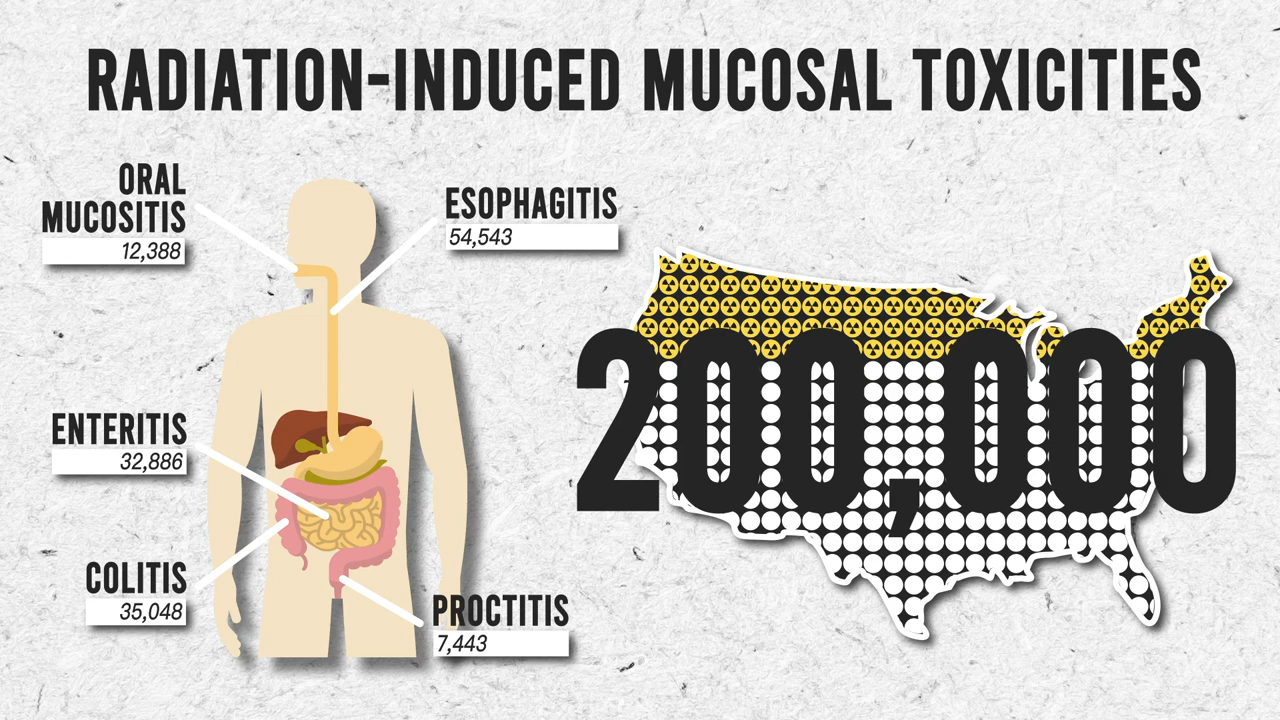 RADIATION-INDUCED MUCOSAL TOXICITIES
ORAL
MUCOSITIS
12,388
ESOPHAGITIS
54,543
200,000
ENTERITIS
32,886
COLITIS
35,048
PROCTITIS
7,443